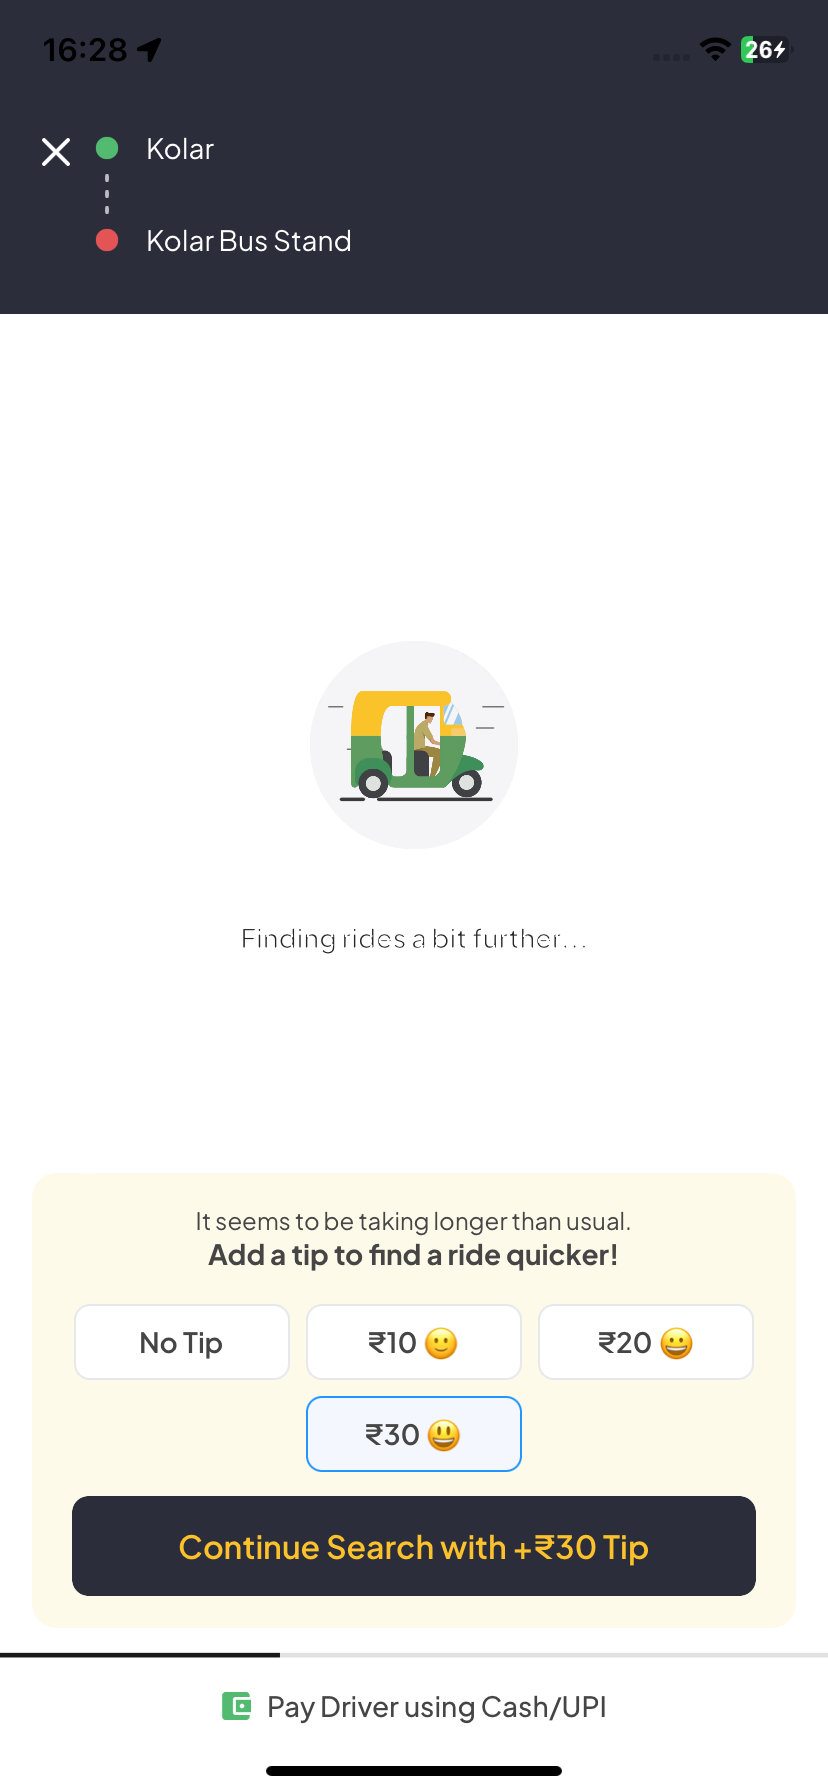 16:28
26
Kolar
Kolar Bus Stand
Finding rides a bit further...
It seems to be taking longer than usual.
Add a tip to find a ride quicker!
No Tip
₹10 🙂
₹20 😀
₹30 😃
Continue Search with +₹30 Tip
Pay Driver using Cash/UPI